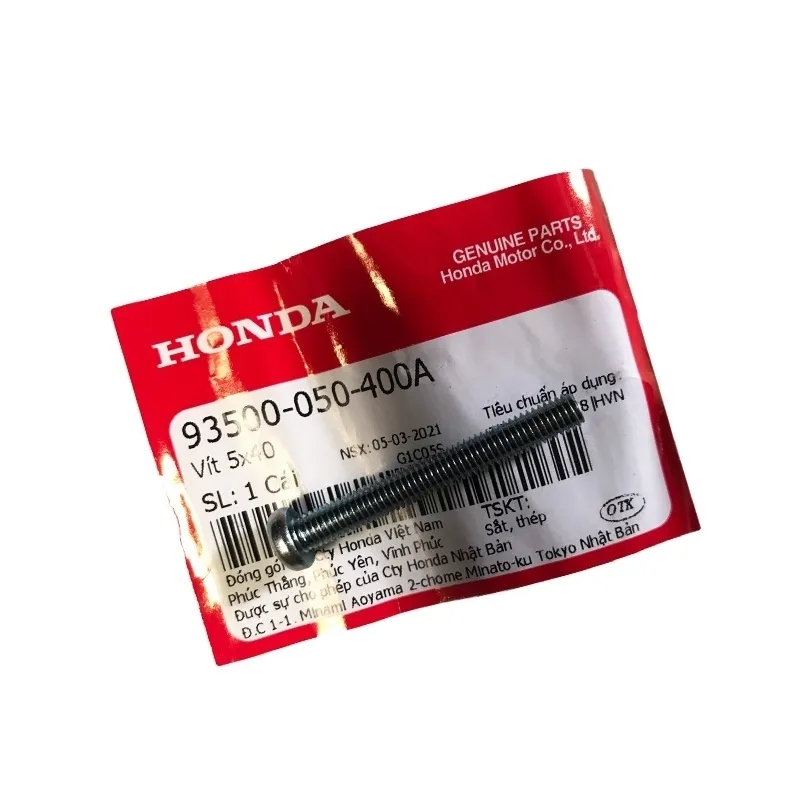 GENUINE PARTS
Honda Motor Co., Ltd.
HONDA
93500-050-400A
Vít 5x40
NSX: 05-03-2021
Tiêu chuẩn áp dụng
8|HVN
SL: 1 Cái
G1C05S
TSKT:
Sắt, thép
OTK
Đóng gói Cty Honda Việt Nam
Phúc Thắng, Phúc Yên, Vĩnh Phúc
Được sự cho phép của Cty Honda Nhật Bản
Đ.C 1-1. Minami Aoyama 2-chome.Minato-ku Tokyo Nhật Bản